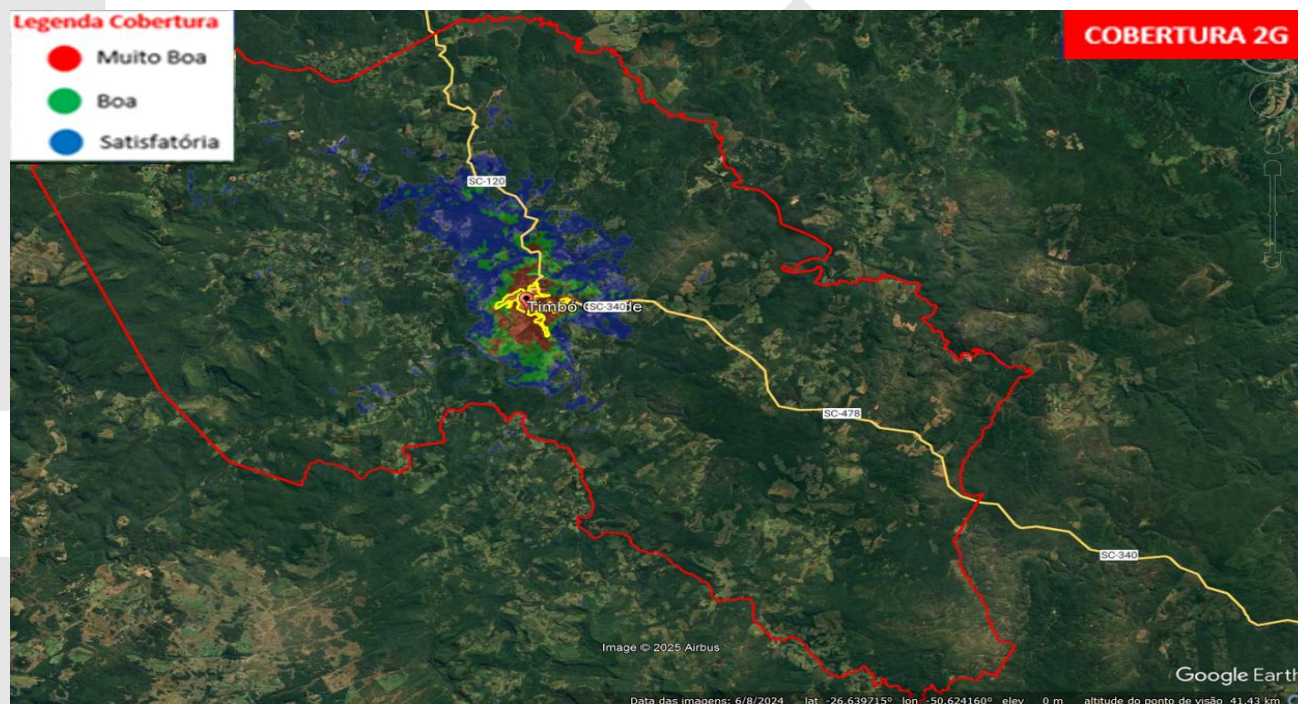 Legenda Cobertura
Muito Boa
Boa
Satisfatória
COBERTURA 2G
SC-120
Timbó G de
SC-340
SC-478
SC-340
Image © 2025 Airbus
Google Earth
Data das imagens: 6/8/2024 lat -26.639715° lon -50.624160° elev 0 m altitude do ponto de visão 41.43 km